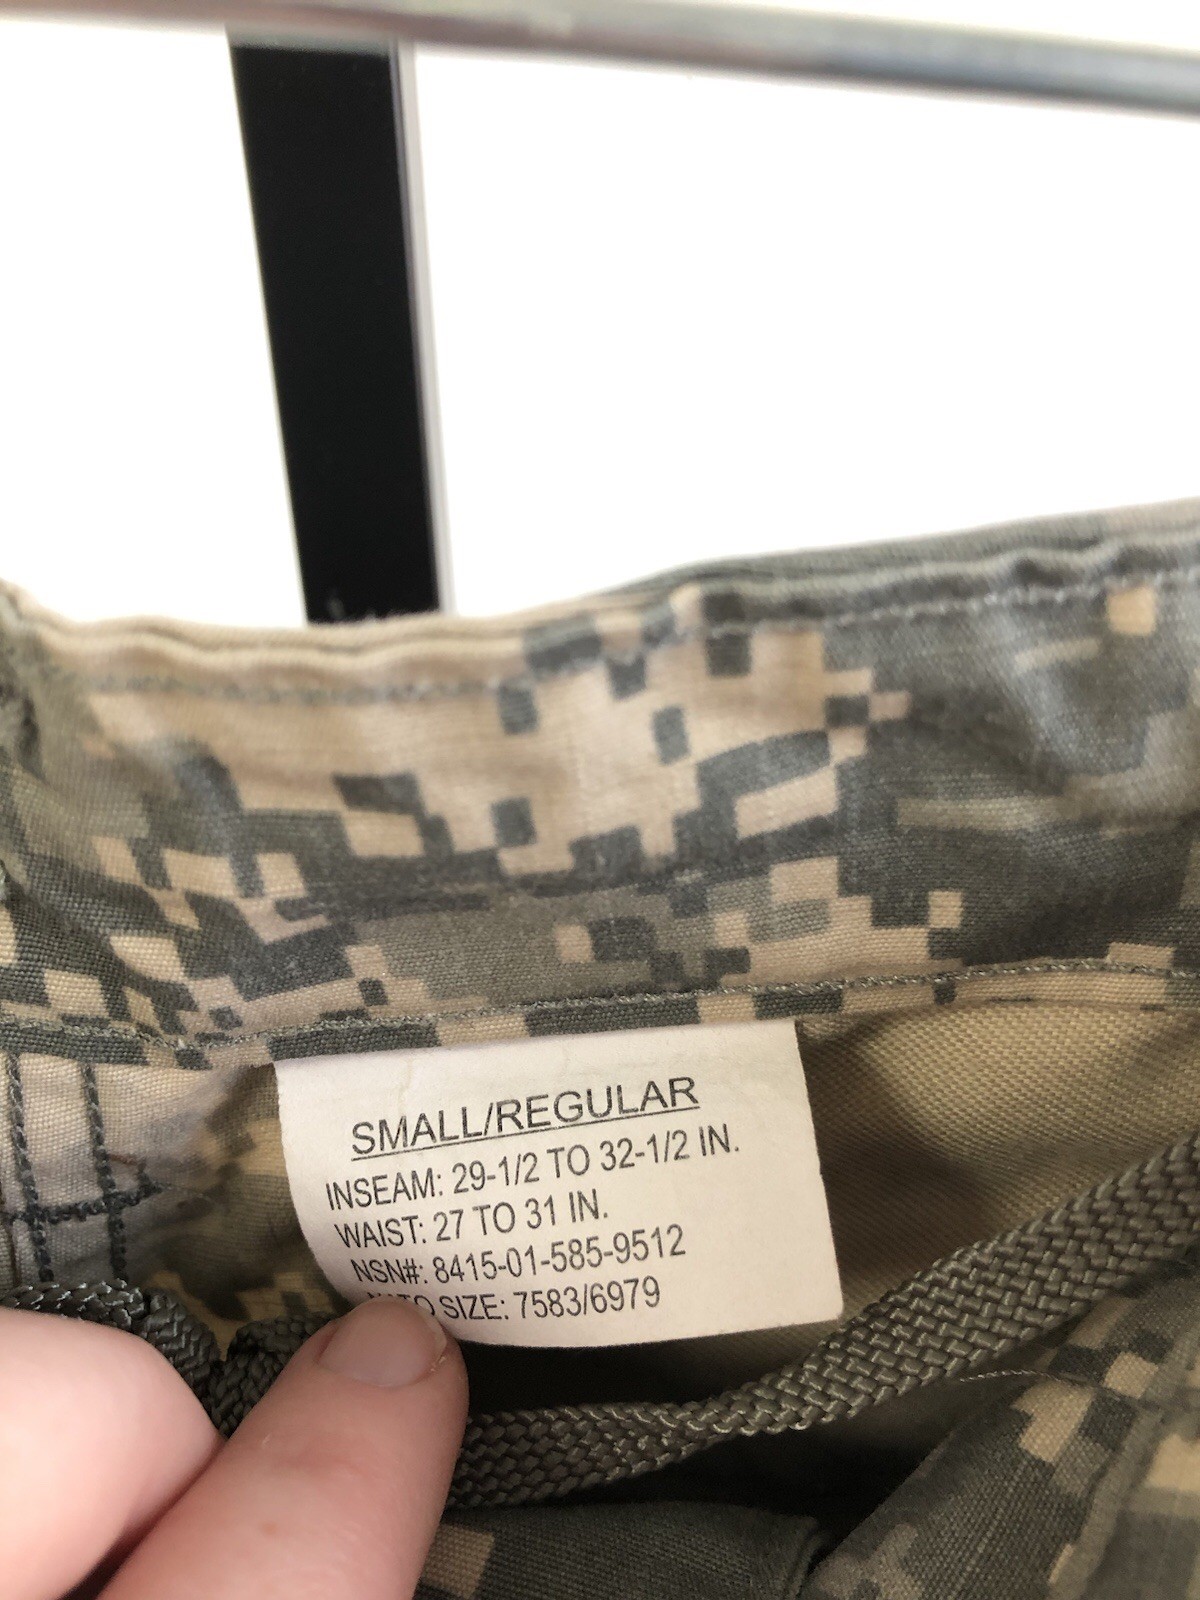 SMALL/REGULAR
INSEAM: 29-1/2 TO 32-1/2 IN.
WAIST: 27 TO 31 IN.
NSN#: 8415-01-585-9512
NATO SIZE: 7583/6979